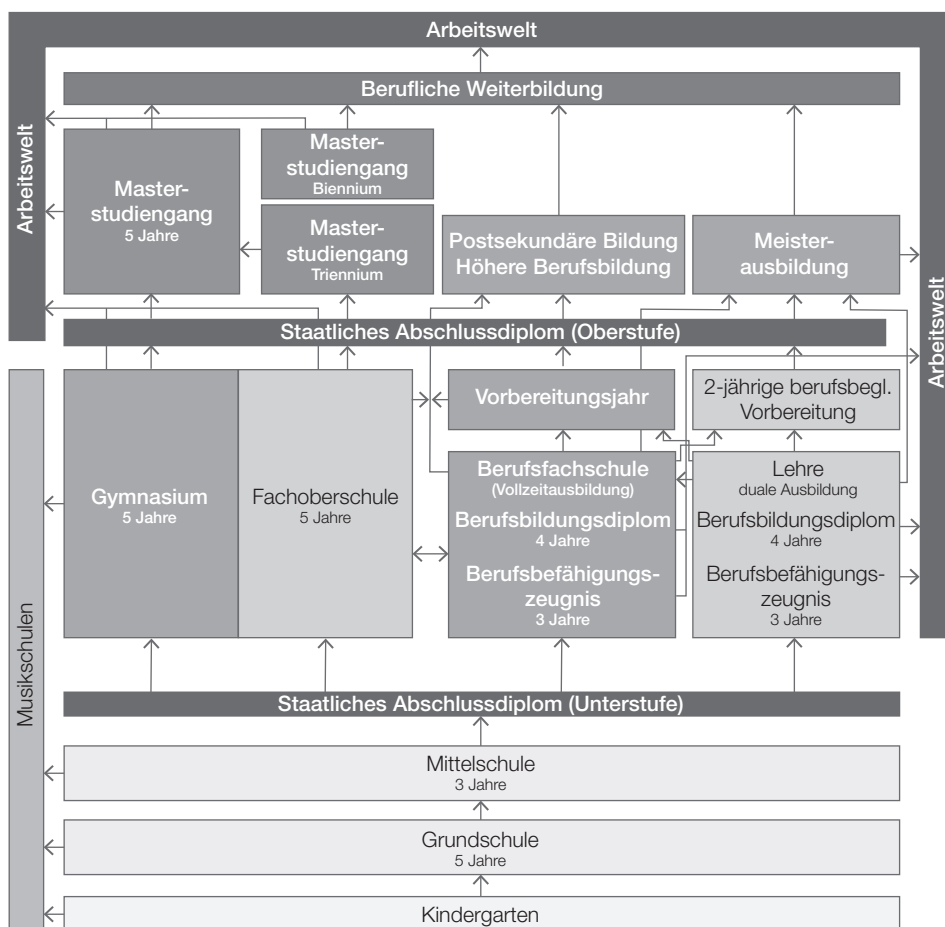 Arbeitswelt
Berufliche Weiterbildung
Arbeitswelt
Master-
studiengang
5 Jahre
Master-
studiengang
Biennium
Master-
studiengang
Triennium
Postsekundäre Bildung
Höhere Berufsbildung
Meister-
ausbildung
Arbeitswelt
Staatliches Abschlussdiplom (Oberstufe)
Vorbereitungsjahr
2-jährige berufsbegl.
Vorbereitung
Gymnasium
5 Jahre
Fachoberschule
5 Jahre
Berufsfachschule
(Vollzeitausbildung)
Berufsbildungsdiplom
4 Jahre
Berufsbefähigungs-
zeugnis
3 Jahre
Lehre
duale Ausbildung
Berufsbildungsdiplom
4 Jahre
Berufsbefähigungs-
zeugnis
3 Jahre
Musikschulen
Staatliches Abschlussdiplom (Unterstufe)
Mittelschule
3 Jahre
Grundschule
5 Jahre
Kindergarten